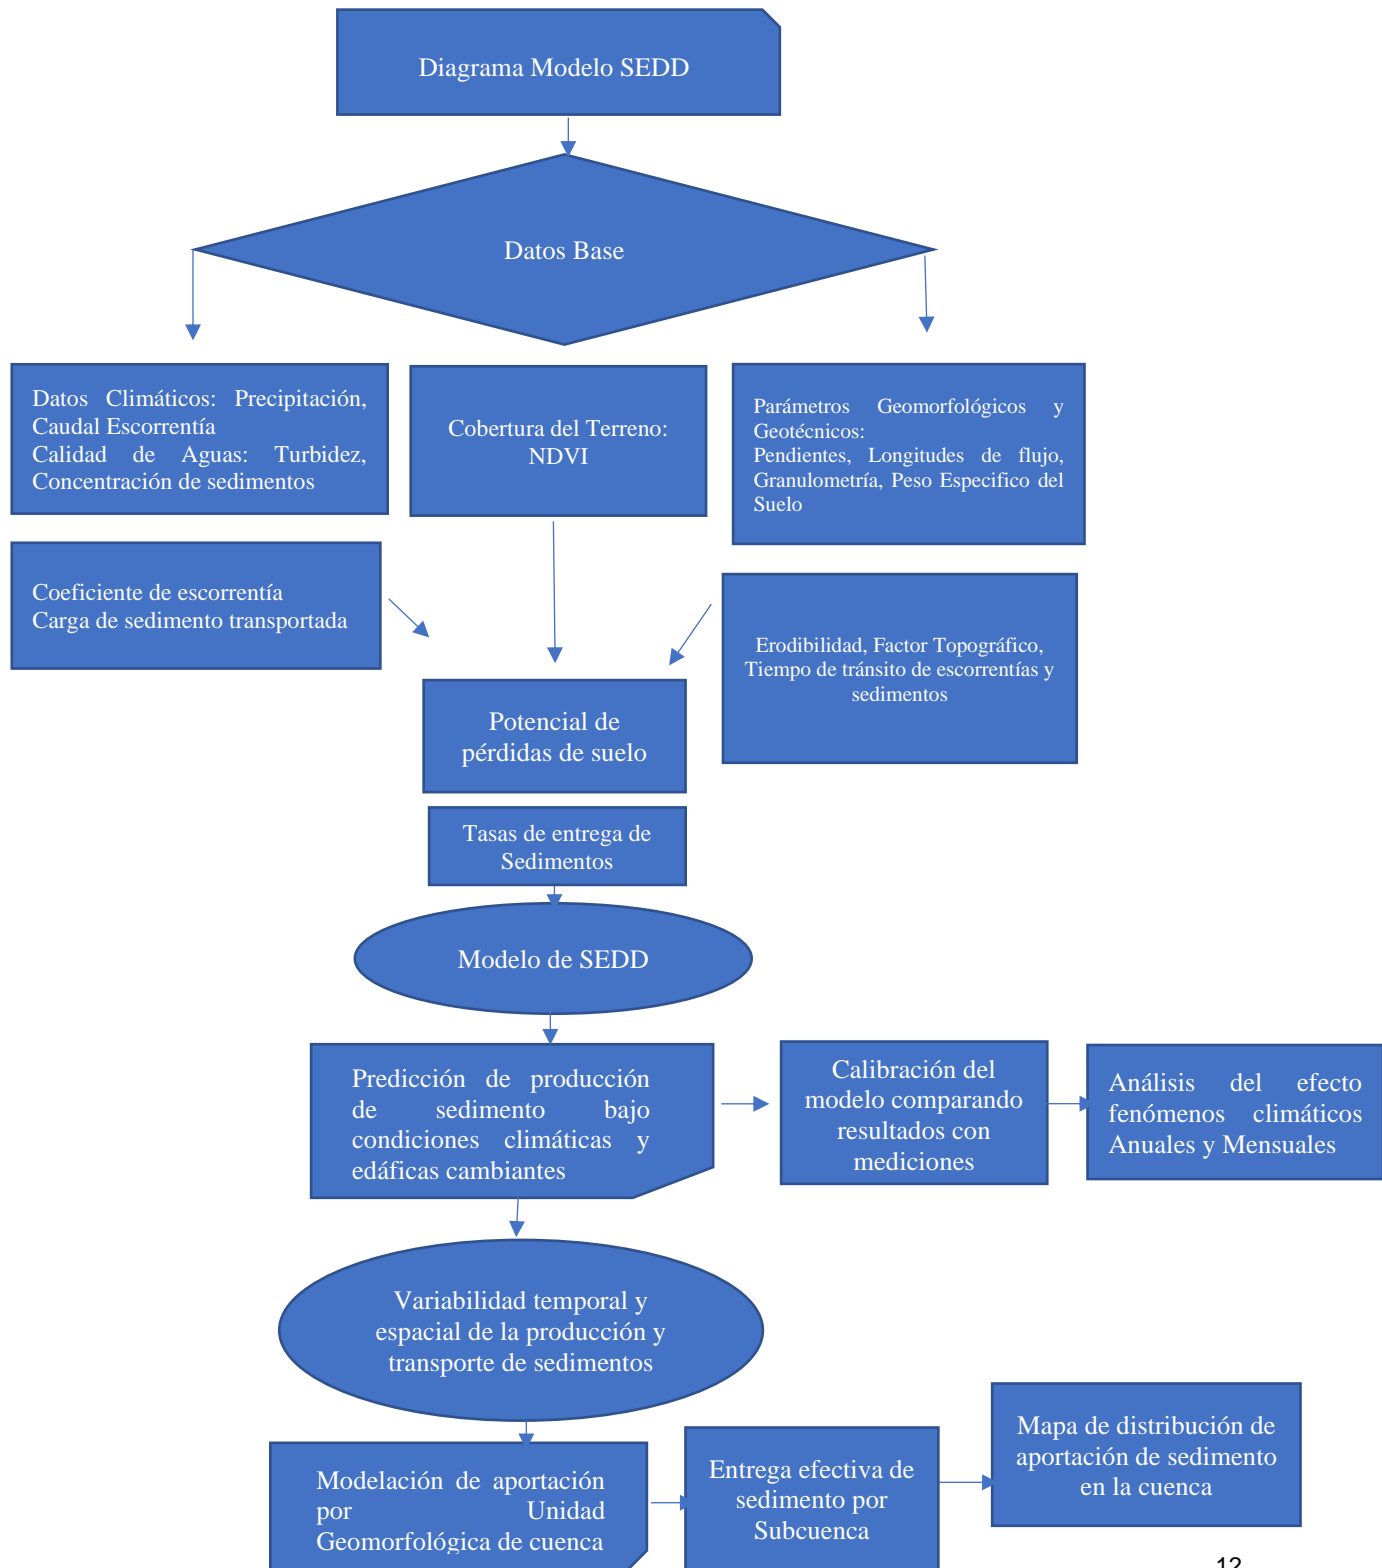 Diagrama Modelo SEDD
Datos Base
Datos Climáticos: Precipitación,
Caudal Escorrentía
Calidad de Aguas: Turbidez,
Concentración de sedimentos
Cobertura del Terreno:
NDVI
Parámetros Geomorfológicos y
Geotécnicos:
Pendientes, Longitudes de flujo,
Granulometría, Peso Especifico del
Suelo
Coeficiente de escorrentía
Carga de sedimento transportada
Erodibilidad, Factor Topográfico,
Tiempo de tránsito de escorrentías y
sedimentos
Potencial de
pérdidas de suelo
Tasas de entrega de
Sedimentos
Modelo de SEDD
Predicción de producción
de sedimento bajo
condiciones climáticas y
edáficas cambiantes
Calibración del
modelo comparando
resultados con
mediciones
Análisis del efecto
fenómenos climáticos
Anuales y Mensuales
Variabilidad temporal y
espacial de la producción y
transporte de sedimentos
Modelación de aportación
por Unidad
Geomorfológica de cuenca
Entrega efectiva de
sedimento por
Subcuenca
Mapa de distribución de
aportación de sedimento
en la cuenca
12